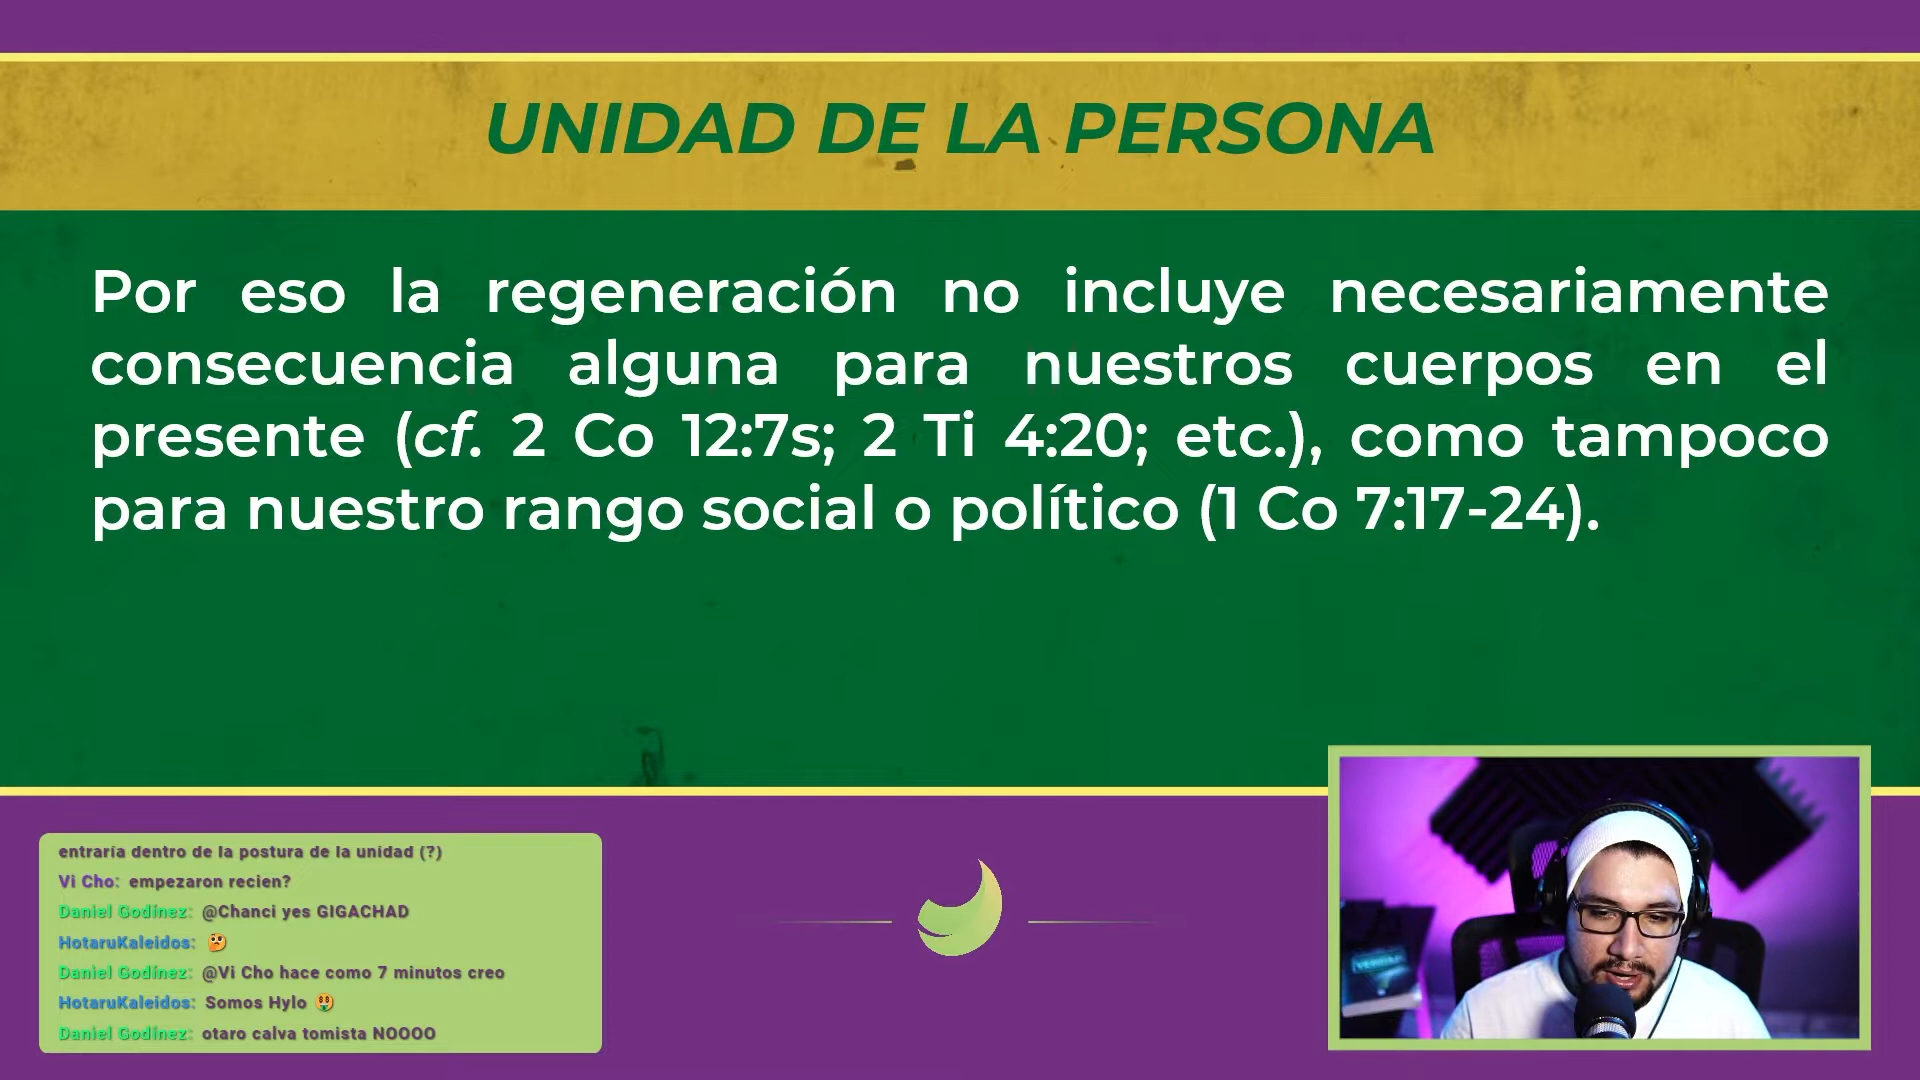 UNIDAD DE LA PERSONA
Por eso la regeneración no incluye necesariamente
consecuencia alguna para nuestros cuerpos en el
presente (cf. 2 Co 12:7s; 2 Ti 4:20; etc.), como tampoco
para nuestro rango social o político (1 Co 7:17-24).
entraría dentro de la postura de la unidad (?)
Vi Cho: empezaron recien?
Daniel Godínez: @Chanci yes GIGACHAD
HotaruKaleidos: 🤔
Daniel Godínez: @Vi Cho hace como 7 minutos creo
HotaruKaleidos: Somos Hylo 🤑
Daniel Godínez: otaro calva tomista NOOOO